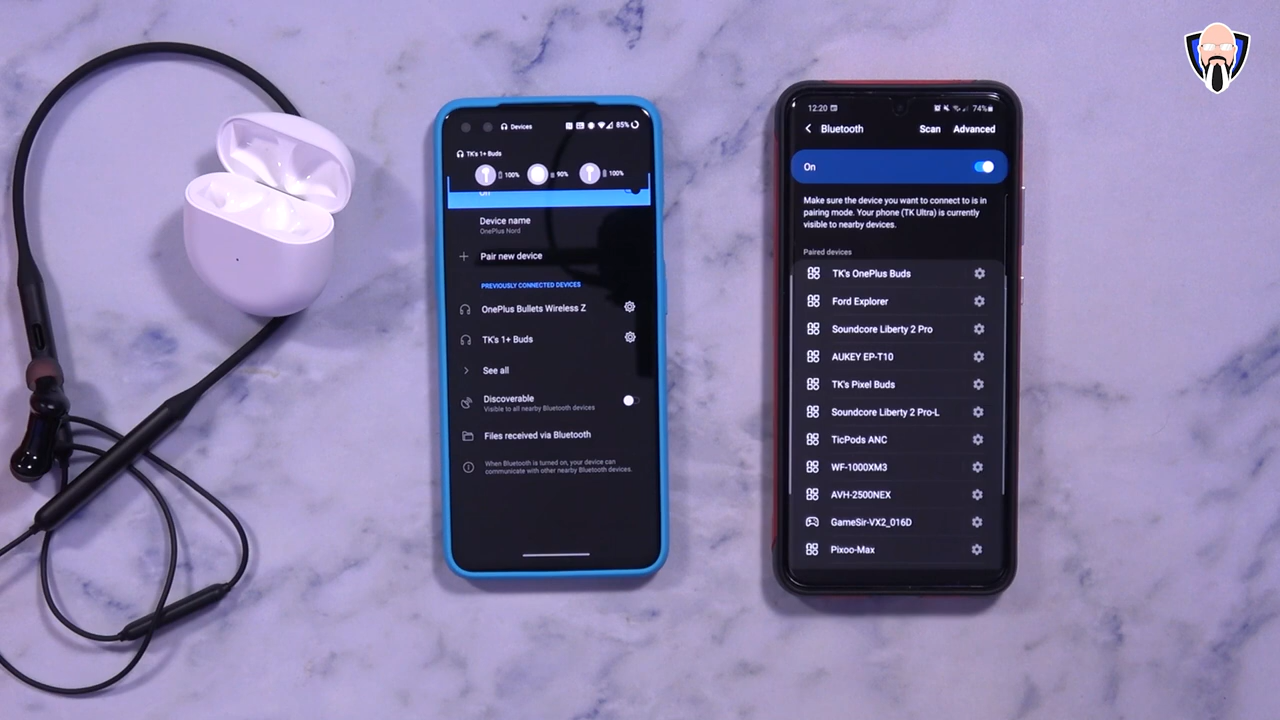 Devices
85%
TK's 1+ Buds
100%
90%
100%
On
Device name
OnePlus Nord
Pair new device
PREVIOUSLY CONNECTED DEVICES
OnePlus Bullets Wireless Z
TK's 1+ Buds
See all
Discoverable
Visible to all nearby Bluetooth devices
Files received via Bluetooth
When Bluetooth is turned on, your device can
communicate with other nearby Bluetooth devices.
12:20
74%
Bluetooth Scan Advanced
On
Make sure the device you want to connect to is in
pairing mode. Your phone (TK Ultra) is currently
visible to nearby devices.
Paired devices
TK's OnePlus Buds
Ford Explorer
Soundcore Liberty 2 Pro
AUKEY EP-T10
TK's Pixel Buds
Soundcore Liberty 2 Pro-L
TicPods ANC
WF-1000XM3
AVH-2500NEX
GameSir-VX2_016D
Pixoo-Max